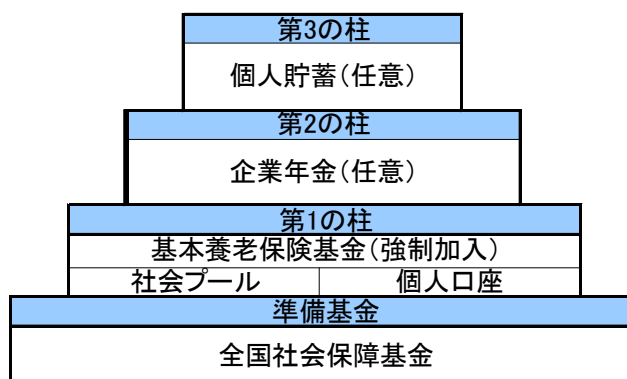 第3の柱
個人貯蓄(任意)
第2の柱
企業年金(任意)
第1の柱
基本養老保険基金(強制加入)
社会プール 個人口座
準備基金
全国社会保障基金